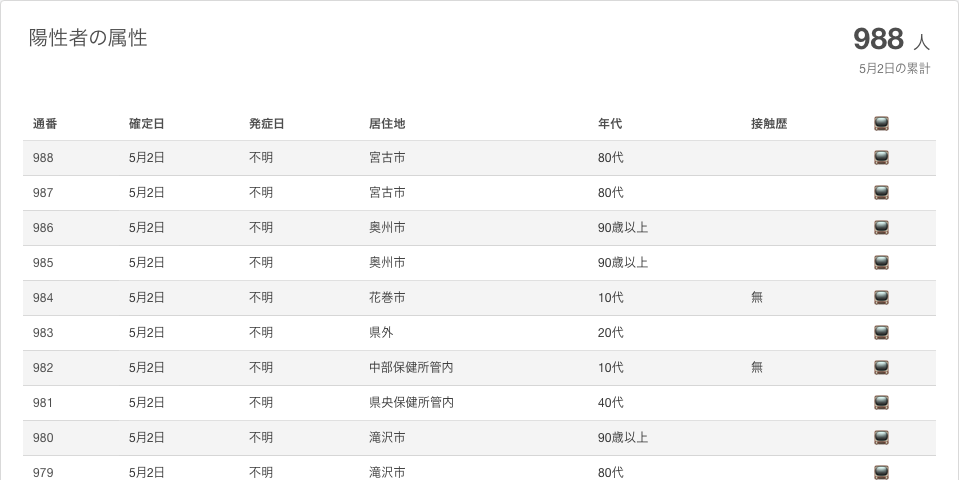 陽性者の属性
988 人
5月2日の累計
通番 確定日 発症日 居住地 年代 接触歴
988 5月2日 不明 宮古市 80代
987 5月2日 不明 宮古市 80代
986 5月2日 不明 奥州市 90歳以上
985 5月2日 不明 奥州市 90歳以上
984 5月2日 不明 花巻市 10代 無
983 5月2日 不明 県外 20代
982 5月2日 不明 中部保健所管内 10代 無
981 5月2日 不明 県央保健所管内 40代
980 5月2日 不明 滝沢市 90歳以上
979 5月2日 不明 滝沢市 80代